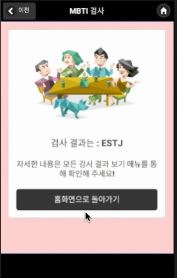 이전
MBTI 검사
검사 결과는 : ESTJ
자세한 내용은 모든 검사 결과 보기 메뉴를 통
해 확인해 주세요!
홈화면으로 돌아가기